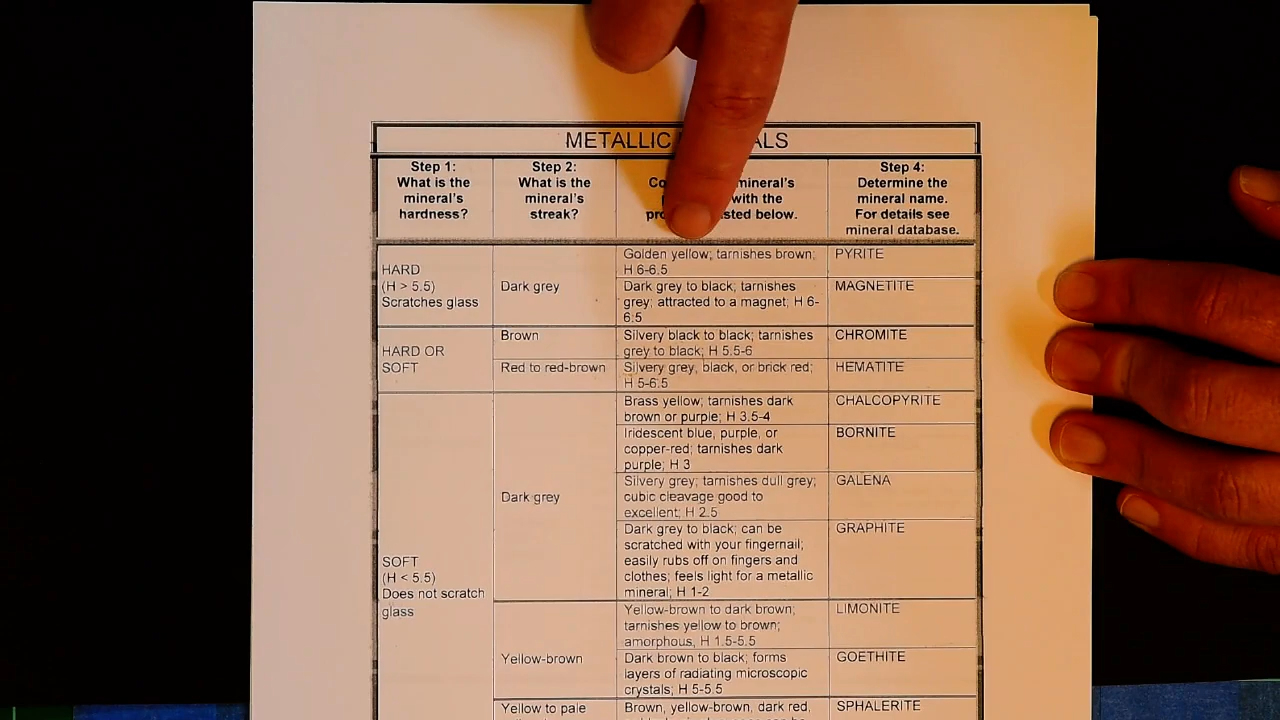 METALLIC ALS
Step 1:
What is the
mineral's
hardness?
Step 2:
What is the
mineral's
streak?
mineral's
with the
below.
Step 4:
Determine the
mineral name.
For details see
mineral database.
HARD
(H > 5.5)
Scratches glass
Dark grey
Golden yellow; tarnishes brown;
H 6-6.5
PYRITE
Dark grey to black; tarnishes
grey; attracted to a magnet; H 6-
6.5
MAGNETITE
HARD OR
SOFT
Brown
Silvery black to black; tarnishes
grey to black; H 5.5-6
CHROMITE
Red to red-brown
Silvery grey, black, or brick red;
H 5-6.5
HEMATITE
SOFT
(H < 5.5)
Does not scratch
glass
Dark grey
Brass yellow; tarnishes dark
brown or purple; H 3.5-4
CHALCOPYRITE
Iridescent blue, purple, or
copper-red; tarnishes dark
purple; H 3
BORNITE
Silvery grey; tarnishes dull grey;
cubic cleavage good to
excellent; H 2.5
GALENA
Dark grey to black; can be
scratched with your fingernail;
easily rubs off on fingers and
clothes; feels light for a metallic
mineral; H 1-2
GRAPHITE
Yellow-brown
Yellow-brown to dark brown;
tarnishes yellow to brown;
amorphous, H 1.5-5.5
LIMONITE
Dark brown to black; forms
layers of radiating microscopic
crystals; H 5-5.5
GOETHITE
Yellow to pale
Brown, yellow-brown, dark red,
SPHALERITE